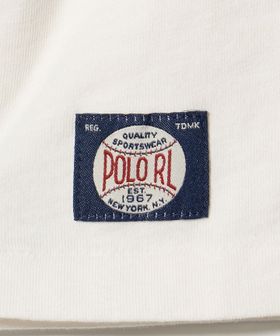 REG. TDMK
QUALITY
SPORTSWEAR
POLO RL
EST.
1967
NEW YORK, N.Y.